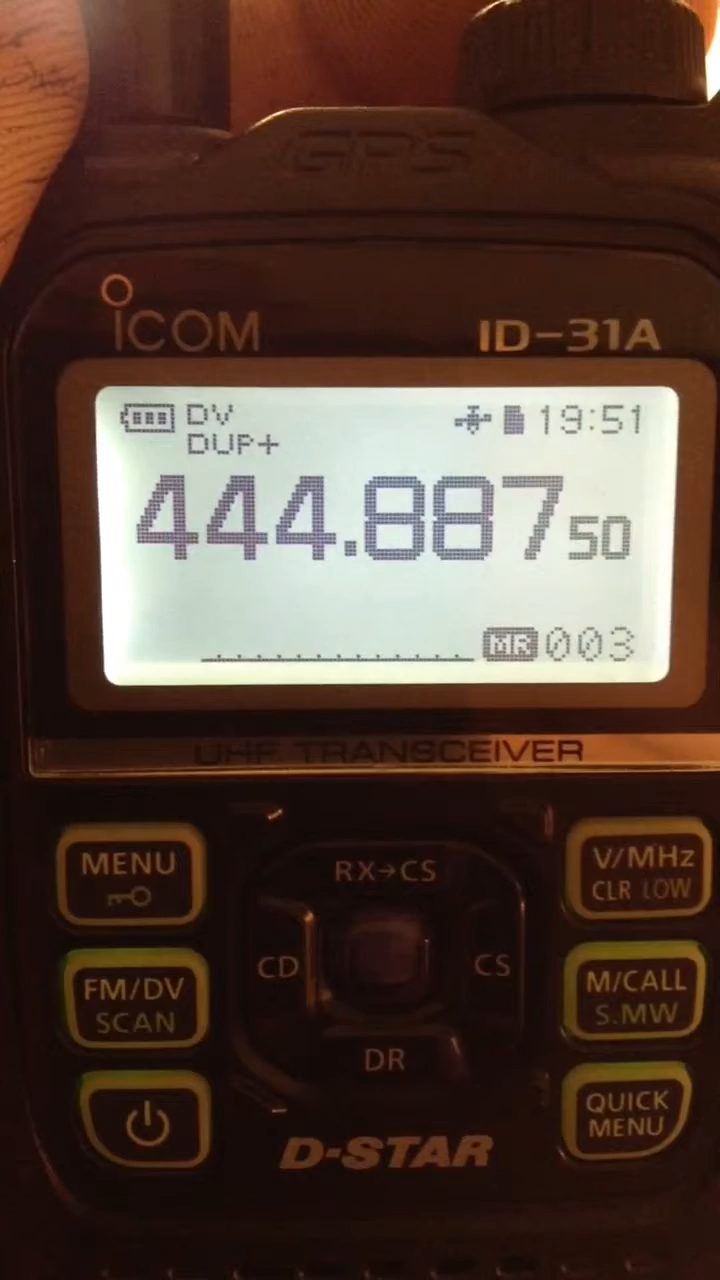 GPS
ICOM
ID-31A
DV 19:51
DUP+
444.887 50
MR 003
UHF TRANSCEIVER
MENU
RX→CS
V/MHz
CLR LOW
CD
CS
FM/DV
SCAN
M/CALL
S.MW
DR
QUICK
MENU
D-STAR